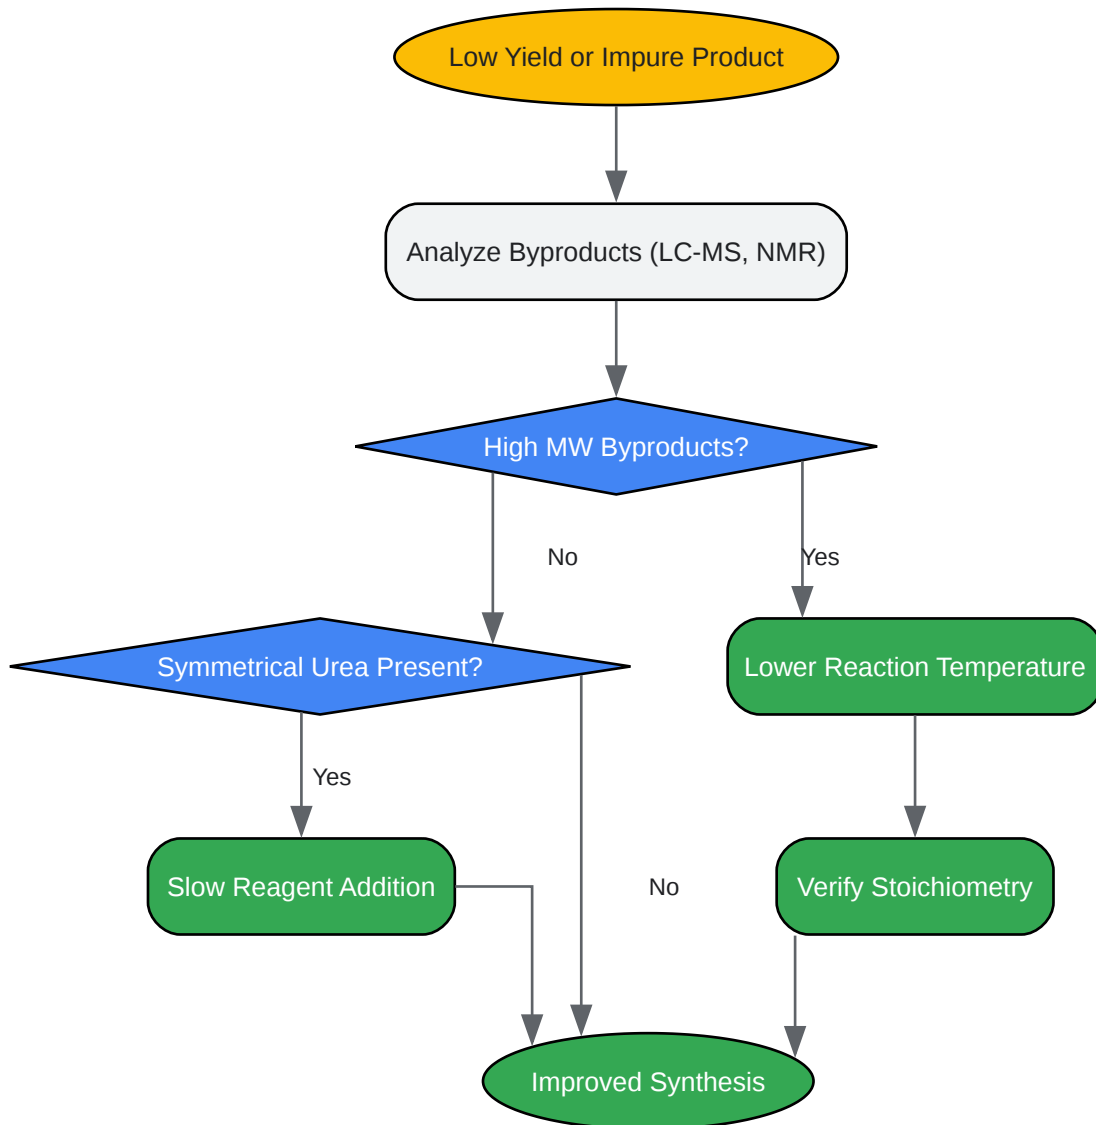 Low Yield or Impure Product
Analyze Byproducts (LC-MS, NMR)
High MW Byproducts?
No
Yes
Symmetrical Urea Present?
Lower Reaction Temperature
Yes
Slow Reagent Addition
No
Verify Stoichiometry
Improved Synthesis